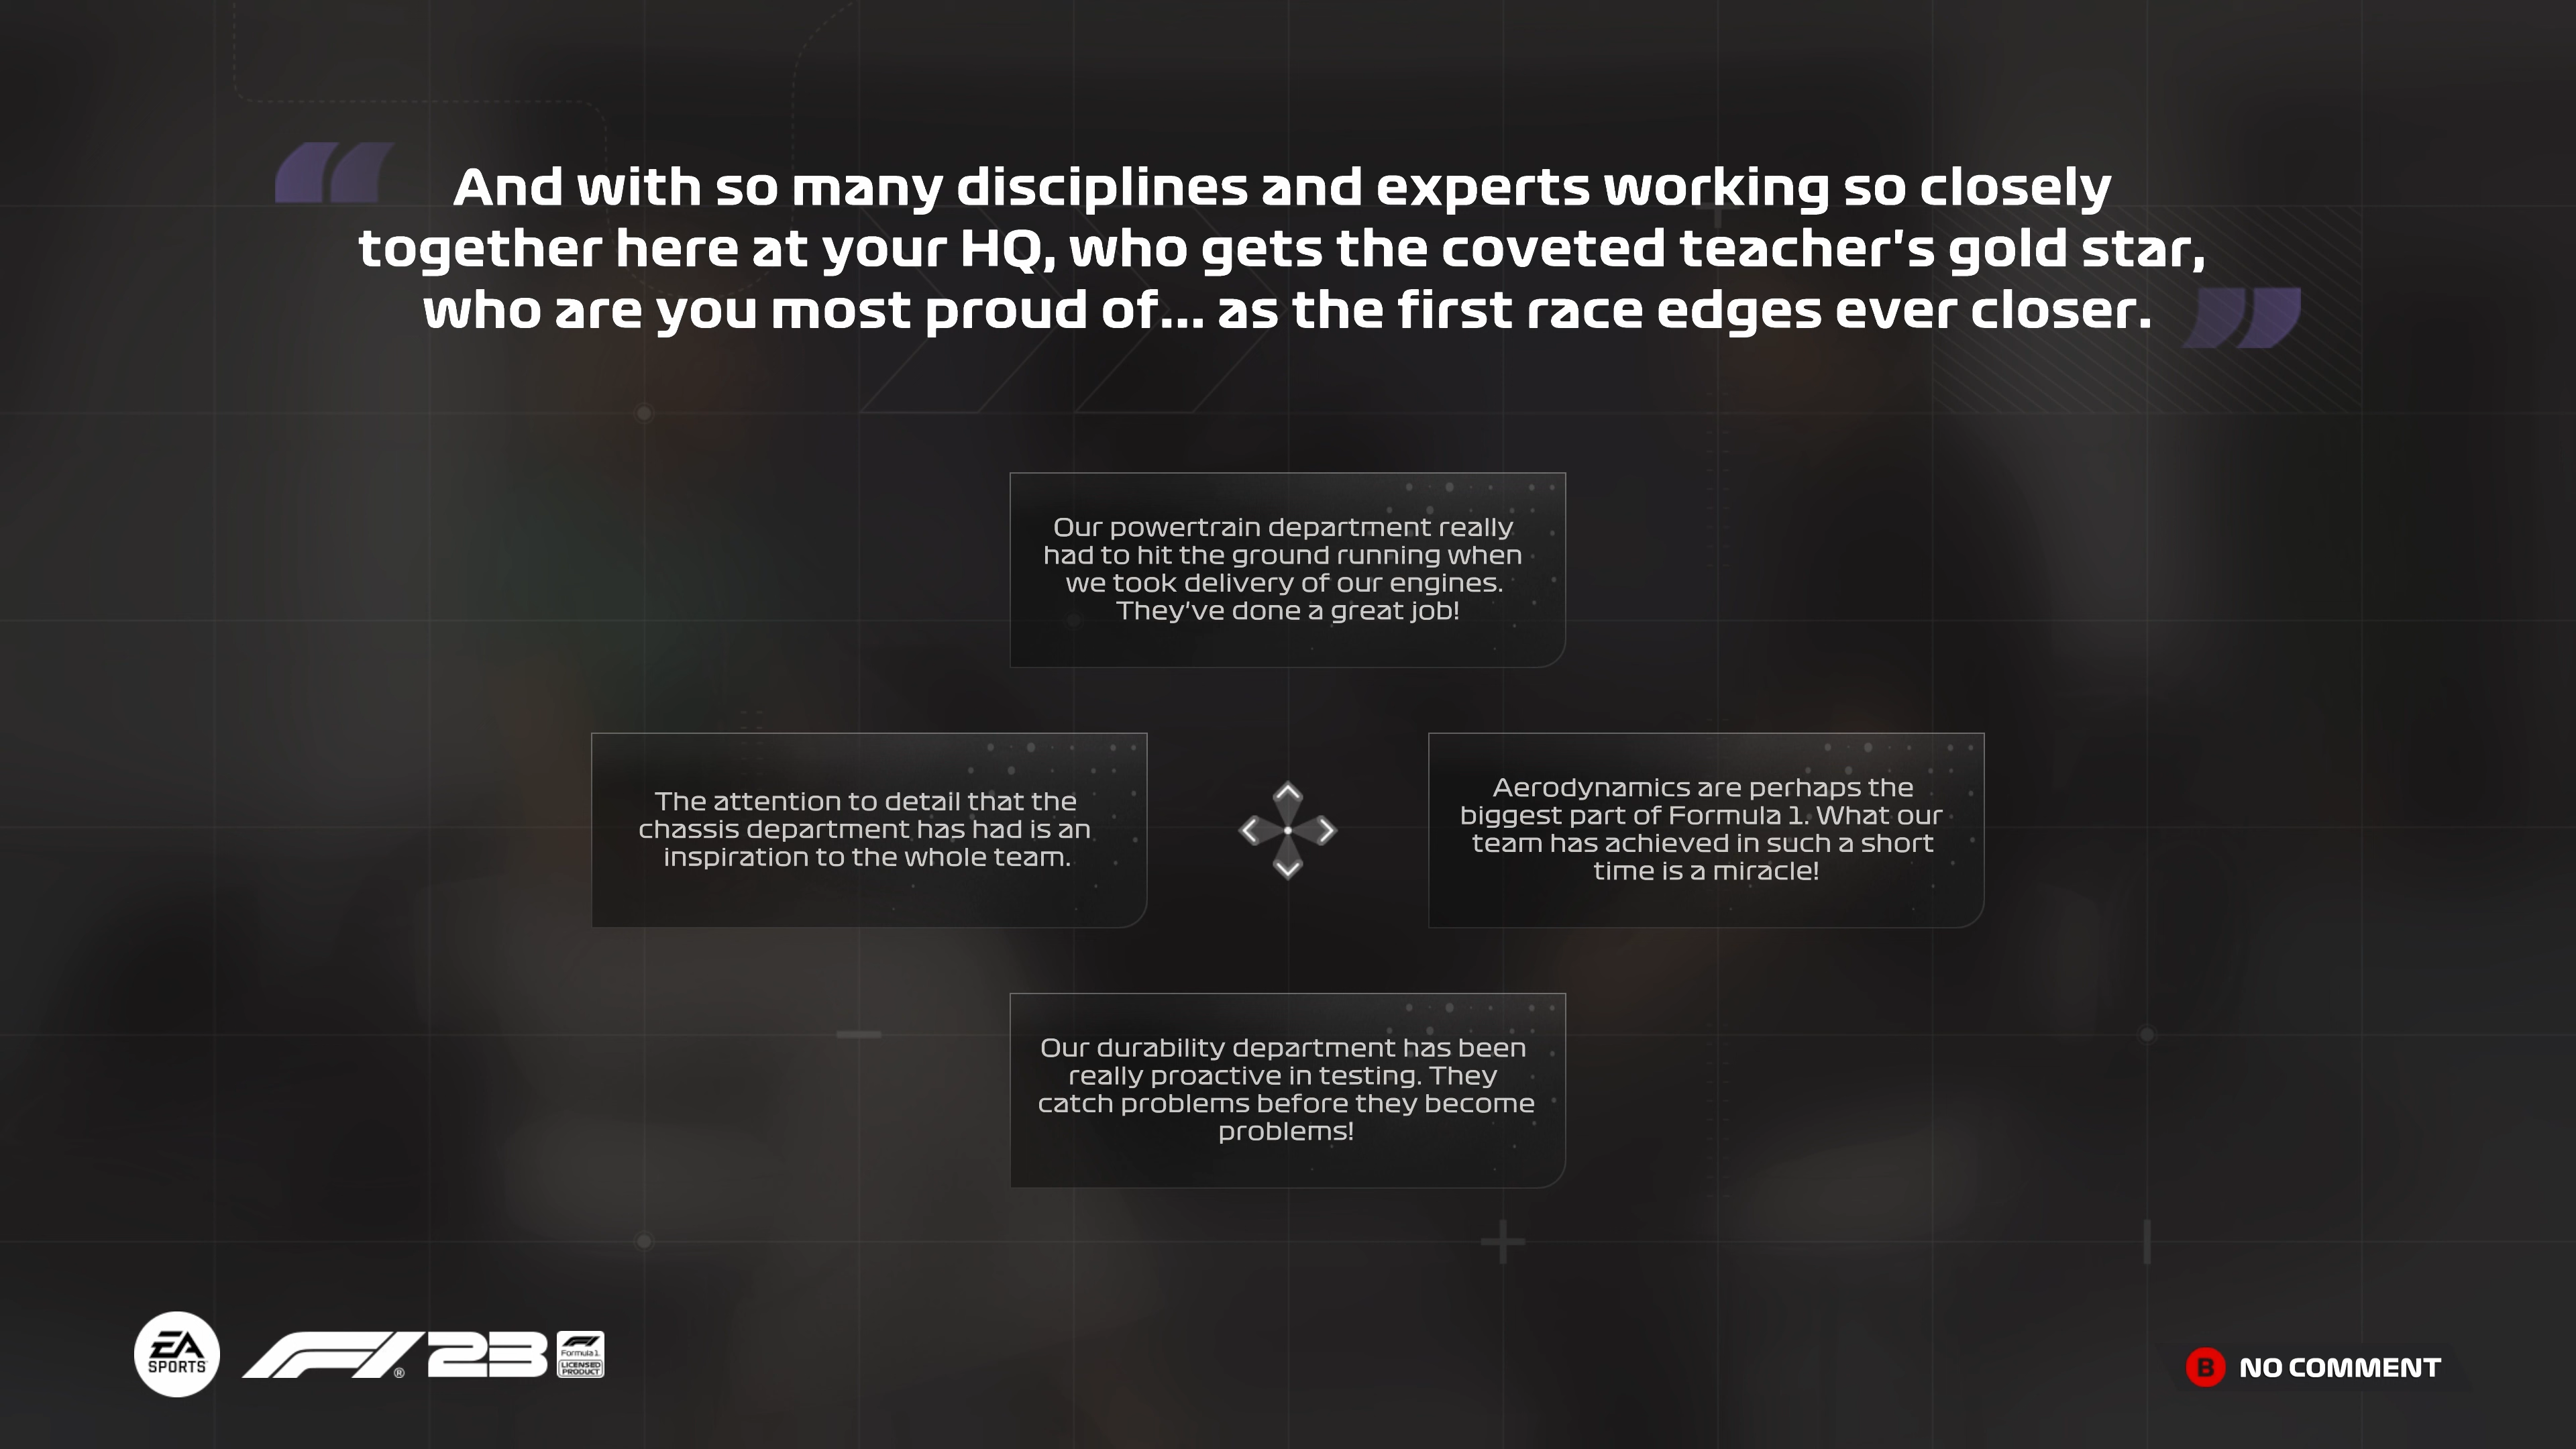 And with so many disciplines and experts working so closely
together here at your HQ, who gets the coveted teacher's gold star,
who are you most proud of... as the first race edges ever closer.
Our powertrain department really
had to hit the ground running when
we took delivery of our engines.
They've done a great job!
The attention to detail that the
chassis department has had is an
inspiration to the whole team.
Aerodynamics are perhaps the
biggest part of Formula 1. What our
team has achieved in such a short
time is a miracle!
Our durability department has been
really proactive in testing. They
catch problems before they become
problems!
EA
SPORTS
F1® 23
F1
Formula 1.
LICENSED
PRODUCT
B NO COMMENT